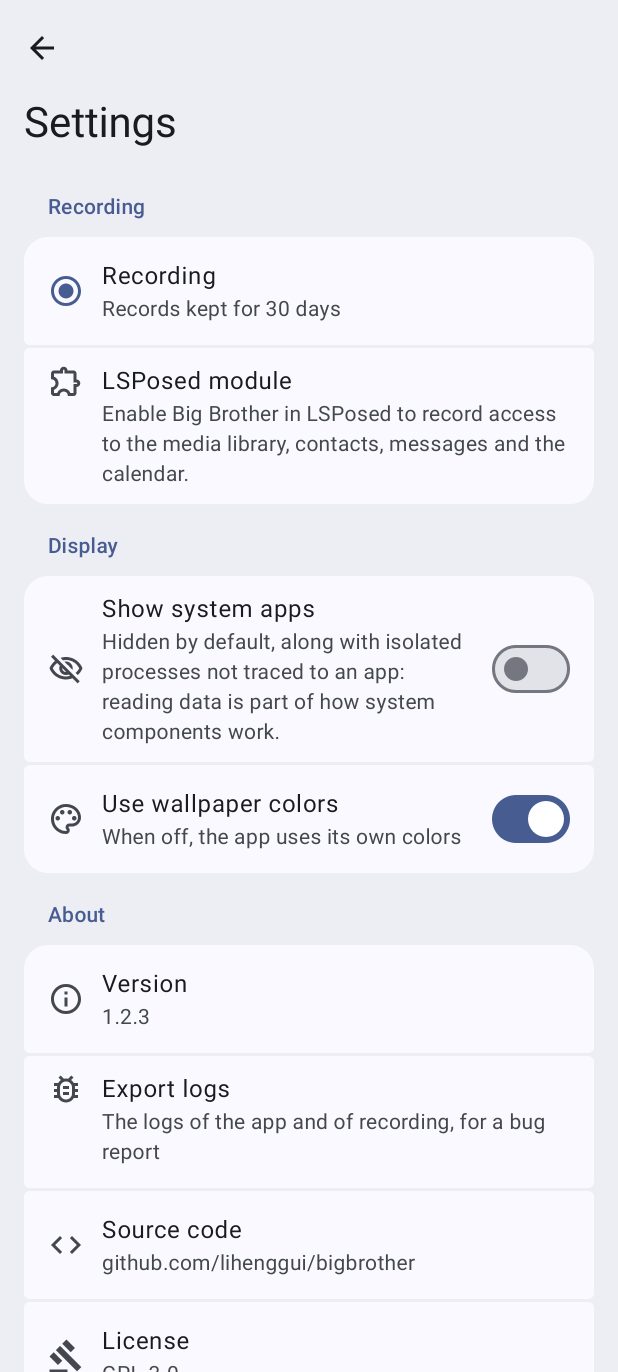 Settings
Recording
Recording
Records kept for 30 days
LSPosed module
Enable Big Brother in LSPosed to record access
to the media library, contacts, messages and the
calendar.
Display
Show system apps
Hidden by default, along with isolated
processes not traced to an app:
reading data is part of how system
components work.
Use wallpaper colors
When off, the app uses its own colors
About
Version
1.2.3
Export logs
The logs of the app and of recording, for a bug
report
Source code
github.com/lihenggui/bigbrother
License